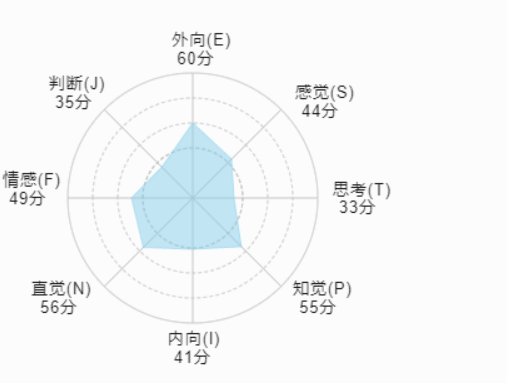 外向(E)
60分
判断(J)
35分
感觉(S)
44分
情感(F)
49分
思考(T)
33分
直觉(N)
56分
知觉(P)
55分
内向(I)
41分